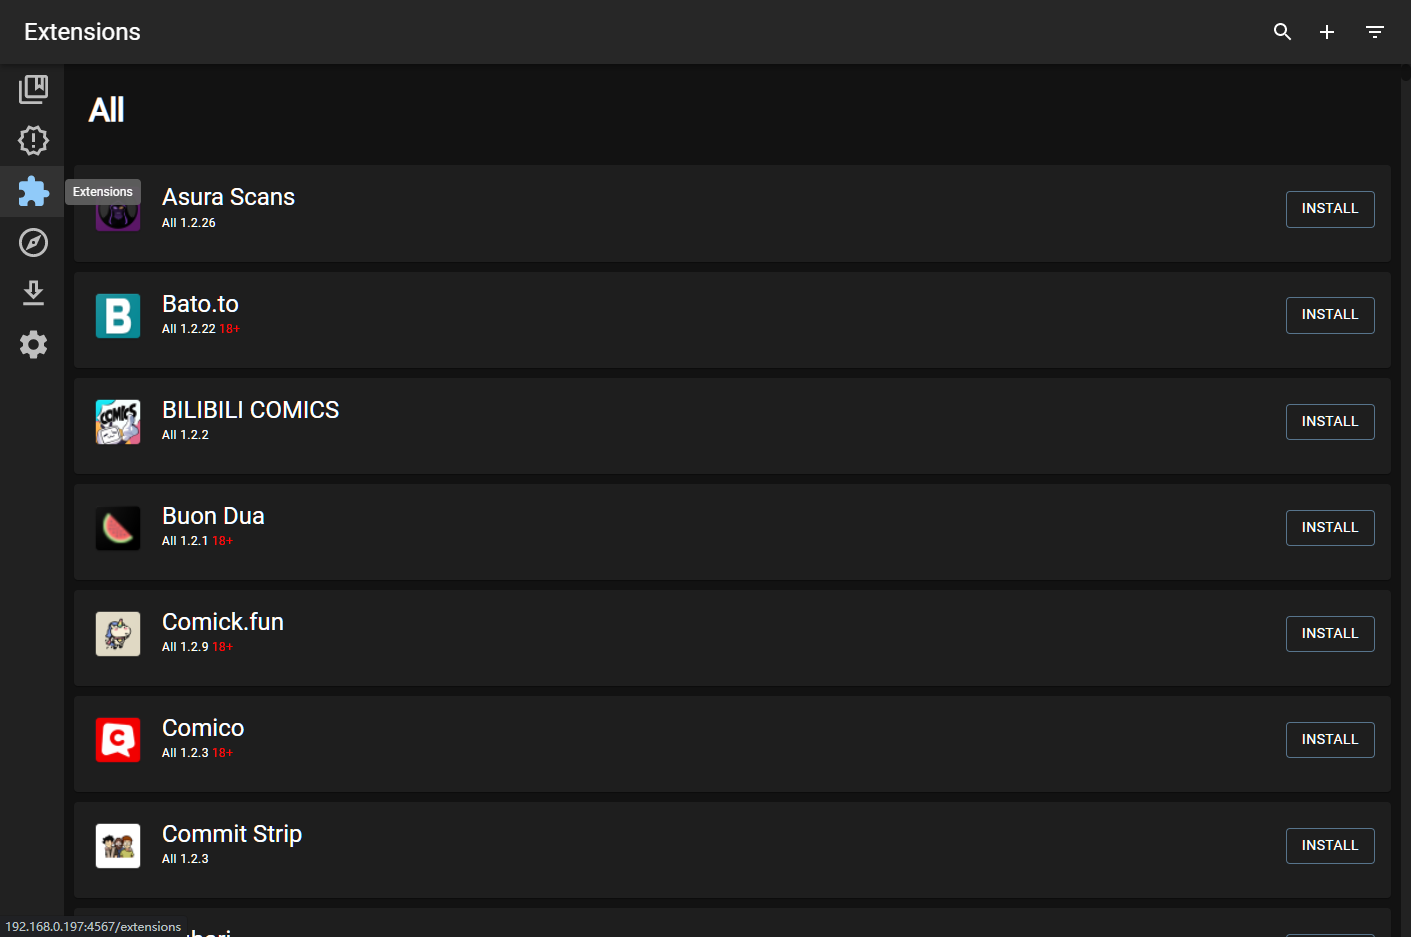 Extensions
All
Extensions
Asura Scans
All 1.2.26
INSTALL
B
Bato.to
All 1.2.22 18+
INSTALL
COMICS
BILIBILI COMICS
All 1.2.2
INSTALL
Buon Dua
All 1.2.1 18+
INSTALL
Comick.fun
All 1.2.9 18+
INSTALL
C
Comico
All 1.2.3 18+
INSTALL
Commit Strip
All 1.2.3
INSTALL
192.168.0.197:4567/extensions